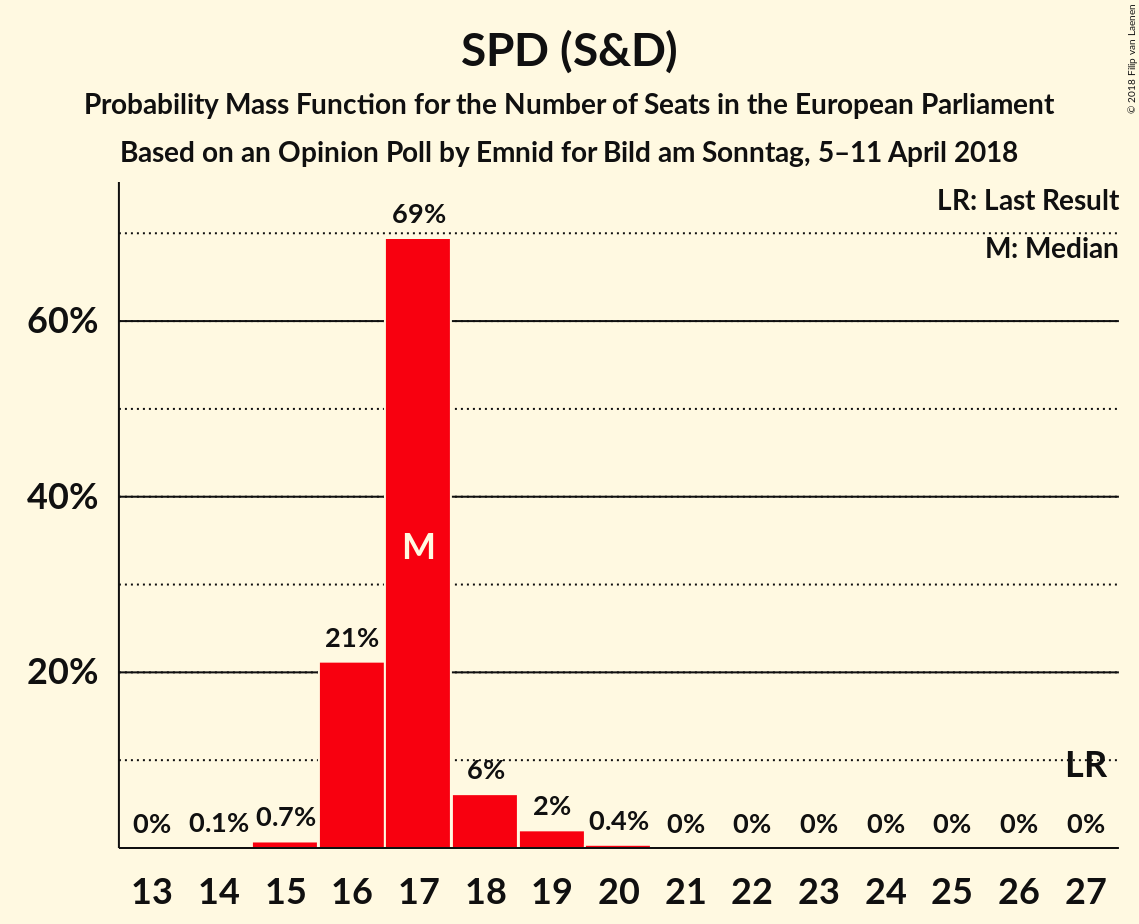 SPD (S&D)
Probability Mass Function for the Number of Seats in the European Parliament
Based on an Opinion Poll by Emnid for Bild am Sonntag, 5–11 April 2018
© 2018 Filip van Laenen
LR: Last Result
M: Median
69%
60%
40%
M
21%
20%
LR
6%
2%
0% 0.1% 0.7% 0.4% 0% 0% 0% 0% 0% 0% 0%
13 14 15 16 17 18 19 20 21 22 23 24 25 26 27